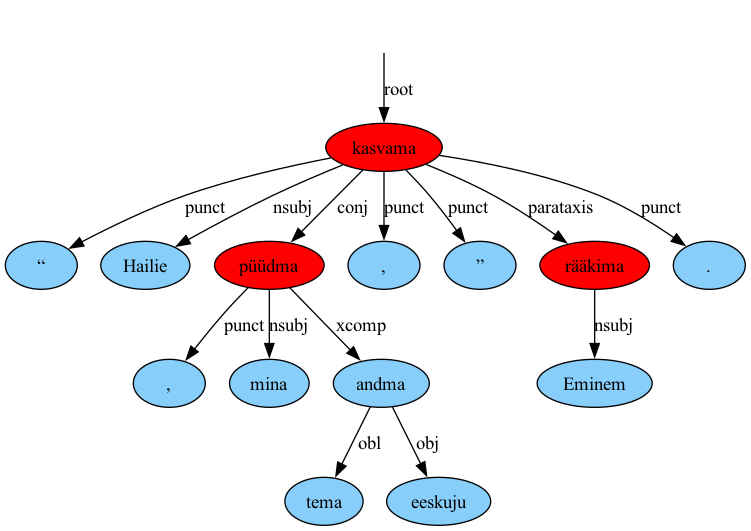 root
kasvama
punct nsubj conj punct punct parataxis punct
“ Hailie püüdma , ” rääkima .
punct nsubj xcomp nsubj
, mina andma Eminem
obl obj
tema eeskuju